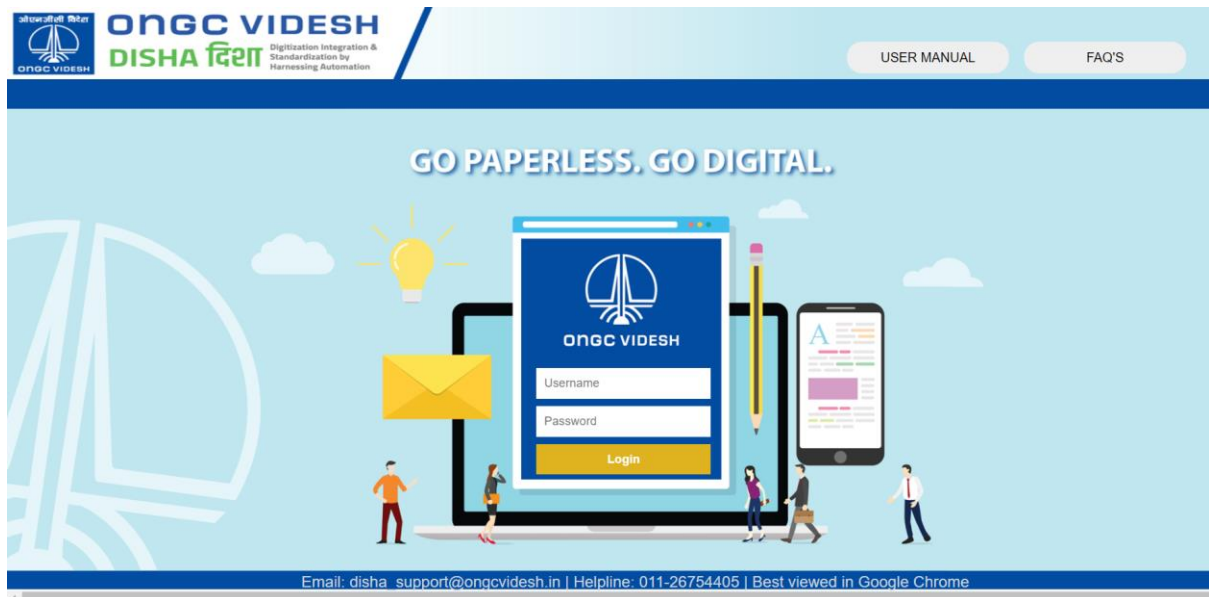 ओएनजीसी विदेश
ONGC VIDESH
ONGC VIDESH
DISHA दिशा
Digitization Integration &
Standardization by
Harnessing Automation
USER MANUAL
FAQ'S
GO PAPERLESS. GO DIGITAL.
ONGC VIDESH
Username
Password
Login
A
Email: disha_support@ongcvidesh.in | Helpline: 011-26754405 | Best viewed in Google Chrome